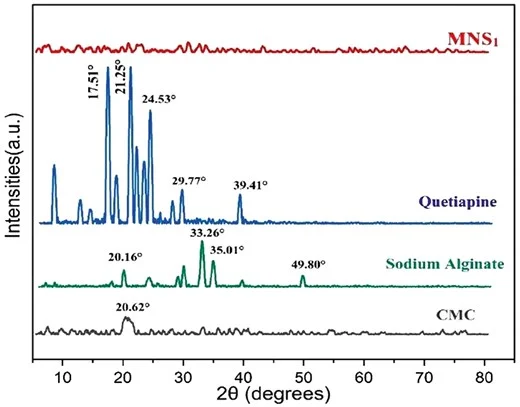 MNS1
17.51°
21.25°
24.53°
29.77°
39.41°
Quetiapine
33.26°
20.16°
35.01°
49.80°
Sodium Alginate
20.62°
CMC
Intensities(a.u.)
10 20 30 40 50 60 70 80
2θ (degrees)